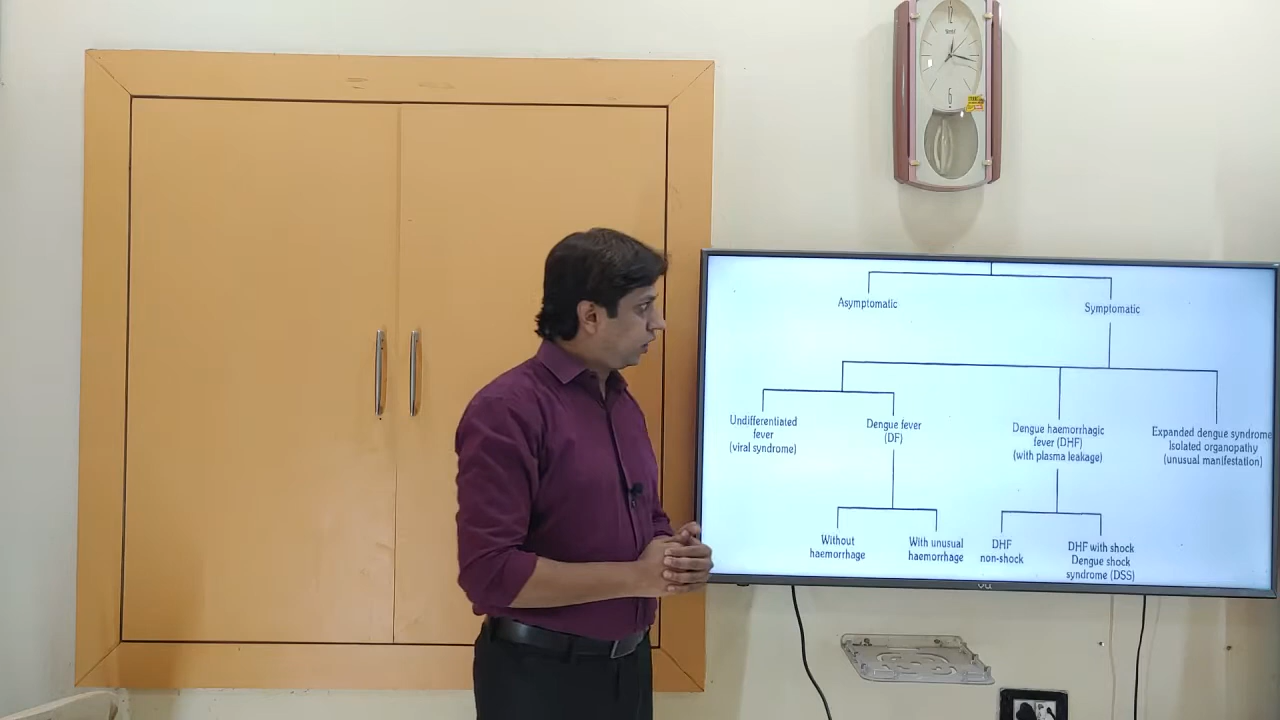 12
6
Asymptomatic
Symptomatic
Undifferentiated
fever
(viral syndrome)
Dengue fever
(DF)
Dengue haemorrhagic
fever (DHF)
(with plasma leakage)
Expanded dengue syndrome
Isolated organopathy
(unusual manifestation)
Without
haemorrhage
With unusual
haemorrhage
DHF
non-shock
DHF with shock
Dengue shock
syndrome (DSS)